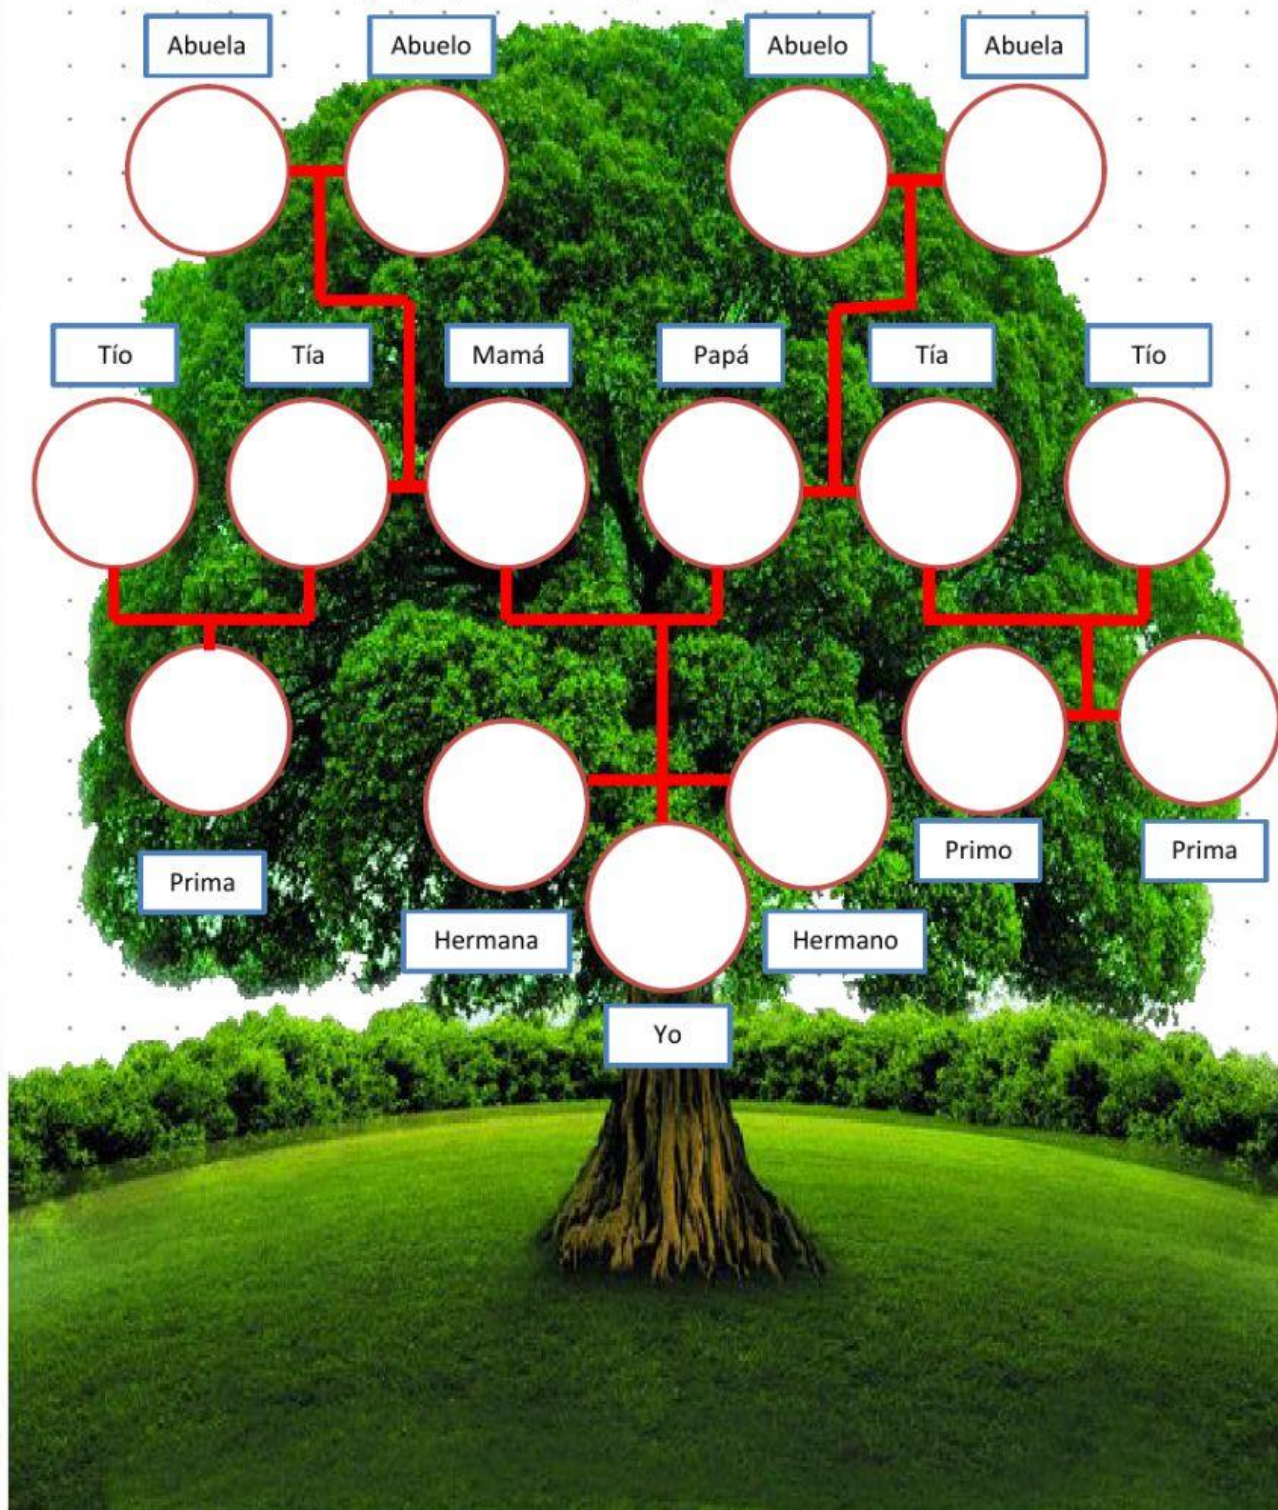 Abuela Abuelo Abuelo Abuela
Tío Tía Mamá Papá Tía Tío
Prima Hermana Yo Hermano Primo Prima